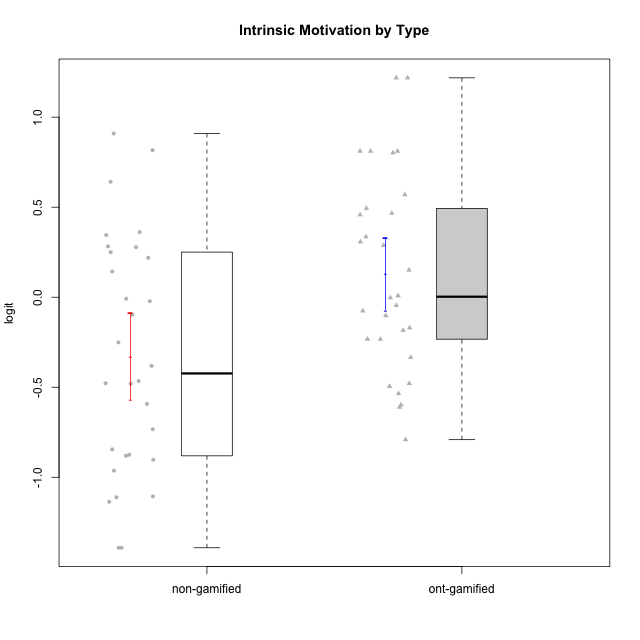 Intrinsic Motivation by Type
1.0
0.5
0.0
-0.5
-1.0
logit
non-gamified
ont-gamified